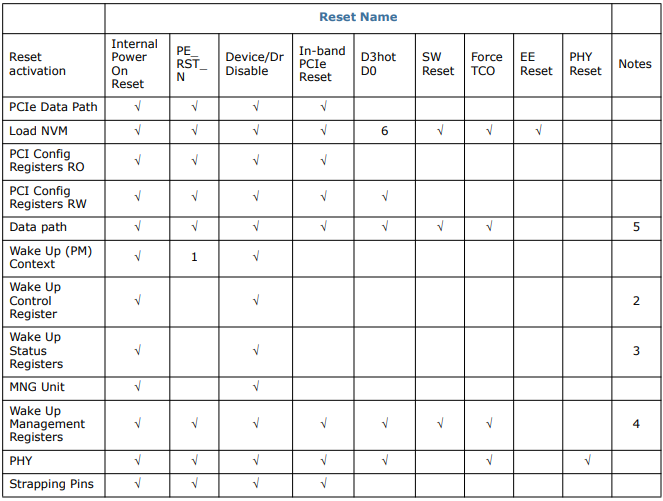 Reset Name
Reset activation | Internal Power On Reset | PE_ RST_ N | Device/Dr Disable | In-band PCIe Reset | D3hot D0 | SW Reset | Force TCO | EE Reset | PHY Reset | Notes
PCIe Data Path | √ | √ | √ | √ | | | | | |
Load NVM | √ | √ | √ | √ | 6 | √ | √ | √ | |
PCI Config Registers RO | √ | √ | √ | √ | | | | | |
PCI Config Registers RW | √ | √ | √ | √ | √ | | | | |
Data path | √ | √ | √ | √ | √ | √ | √ | | | 5
Wake Up (PM) Context | √ | 1 | √ | | | | | | |
Wake Up Control Register | √ | | √ | | | | | | | 2
Wake Up Status Registers | √ | | √ | | | | | | | 3
MNG Unit | √ | | √ | | | | | | |
Wake Up Management Registers | √ | √ | √ | √ | √ | √ | √ | | | 4
PHY | √ | √ | √ | √ | √ | | √ | | √ |
Strapping Pins | √ | √ | √ | √ | | | | | |